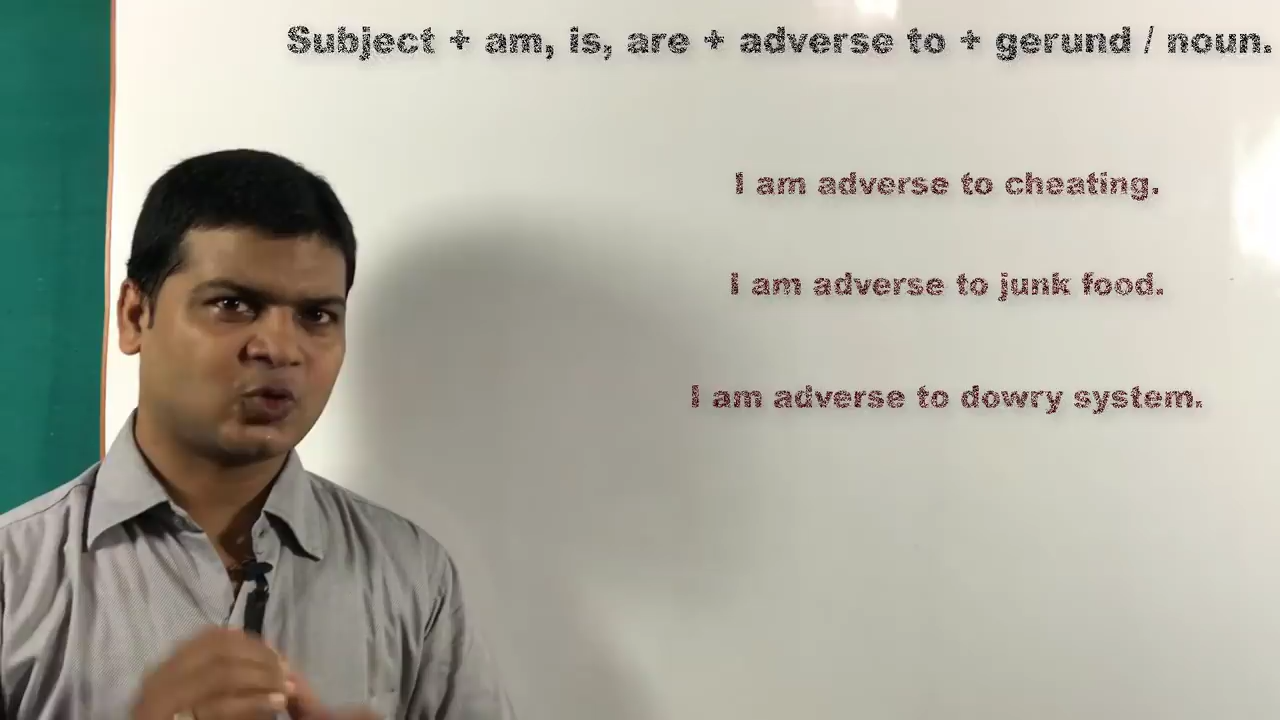 Subject + am, is, are + adverse to + gerund / noun.
I am adverse to cheating.
I am adverse to junk food.
I am adverse to dowry system.